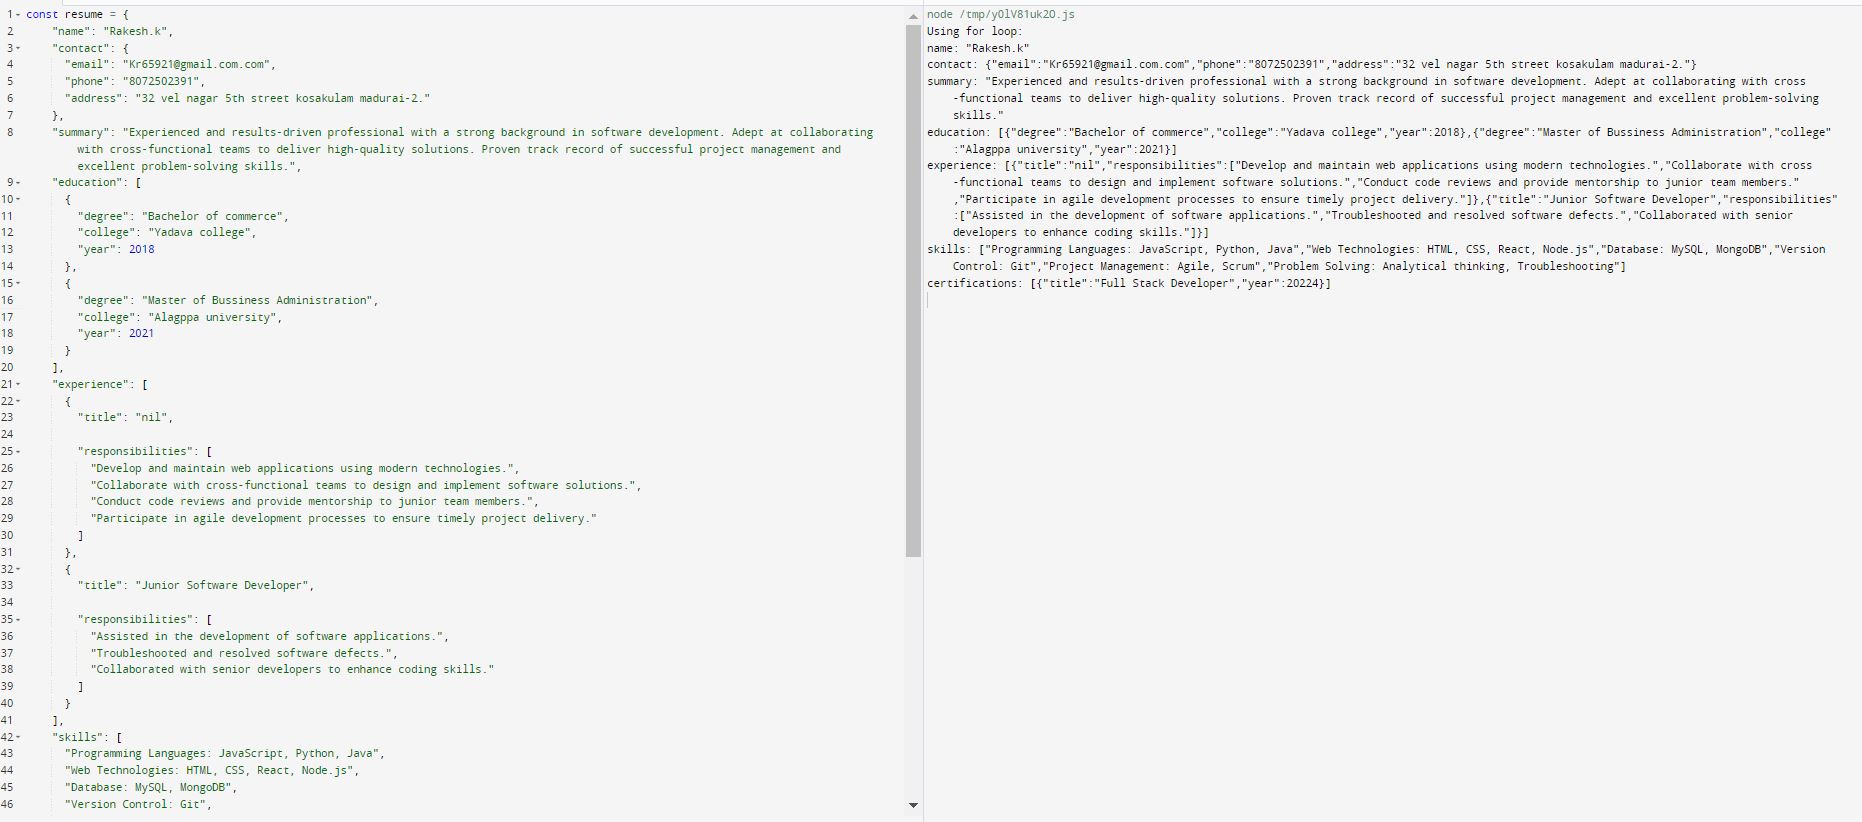 1 const resume = {
2 "name": "Rakesh.k",
3 "contact": {
4 "email": "Kr65921@gmail.com.com",
5 "phone": "8072502391",
6 "address": "32 vel nagar 5th street kosakulam madurai-2."
7 },
8 "summary": "Experienced and results-driven professional with a strong background in software development. Adept at collaborating
with cross-functional teams to deliver high-quality solutions. Proven track record of successful project management and
excellent problem-solving skills.",
9 "education": [
10 {
11 "degree": "Bachelor of commerce",
12 "college": "Yadava college",
13 "year": 2018
14 },
15 {
16 "degree": "Master of Bussiness Administration",
17 "college": "Alagppa university",
18 "year": 2021
19 }
20 ],
21 "experience": [
22 {
23 "title": "nil",
24
25 "responsibilities": [
26 "Develop and maintain web applications using modern technologies.",
27 "Collaborate with cross-functional teams to design and implement software solutions.",
28 "Conduct code reviews and provide mentorship to junior team members.",
29 "Participate in agile development processes to ensure timely project delivery."
30 ]
31 },
32 {
33 "title": "Junior Software Developer",
34
35 "responsibilities": [
36 "Assisted in the development of software applications.",
37 "Troubleshooted and resolved software defects.",
38 "Collaborated with senior developers to enhance coding skills."
39 ]
40 }
41 ],
42 "skills": [
43 "Programming Languages: JavaScript, Python, Java",
44 "Web Technologies: HTML, CSS, React, Node.js",
45 "Database: MySQL, MongoDB",
46 "Version Control: Git",
node /tmp/y0lV81uk2O.js
Using for loop:
name: "Rakesh.k"
contact: {"email":"Kr65921@gmail.com.com","phone":"8072502391","address":"32 vel nagar 5th street kosakulam madurai-2."}
summary: "Experienced and results-driven professional with a strong background in software development. Adept at collaborating with cross
-functional teams to deliver high-quality solutions. Proven track record of successful project management and excellent problem-solving
skills."
education: [{"degree":"Bachelor of commerce","college":"Yadava college","year":2018},{"degree":"Master of Bussiness Administration","college"
:"Alagppa university","year":2021}]
experience: [{"title":"nil","responsibilities":["Develop and maintain web applications using modern technologies.","Collaborate with cross
-functional teams to design and implement software solutions.","Conduct code reviews and provide mentorship to junior team members."
,"Participate in agile development processes to ensure timely project delivery."]},{"title":"Junior Software Developer","responsibilities"
:["Assisted in the development of software applications.","Troubleshooted and resolved software defects.","Collaborated with senior
developers to enhance coding skills."]}]
skills: ["Programming Languages: JavaScript, Python, Java","Web Technologies: HTML, CSS, React, Node.js","Database: MySQL, MongoDB","Version
Control: Git","Project Management: Agile, Scrum","Problem Solving: Analytical thinking, Troubleshooting"]
certifications: [{"title":"Full Stack Developer","year":20224}]